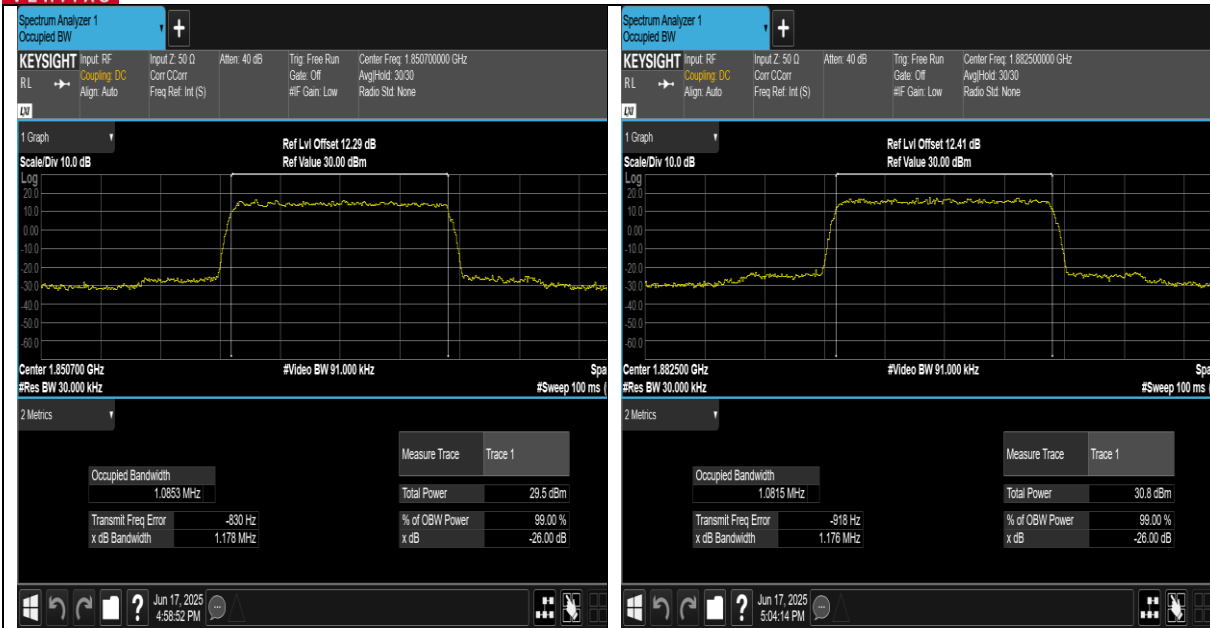 Spectrum Analyzer 1
Occupied BW
+
KEYSIGHT Input: RF Input Z: 50 Ω Atten: 40 dB Trig: Free Run Center Freq: 1.850700000 GHz
RL Coupling: DC Corr CCorr Gate: Off Avg|Hold: 30/30
Align: Auto Freq Ref: Int (S) #IF Gain: Low Radio Std: None
LXI
1 Graph
Ref Lvl Offset 12.29 dB
Scale/Div 10.0 dB Ref Value 30.00 dBm
Log
20.0
10.0
0.00
-10.0
-20.0
-30.0
-40.0
-50.0
-60.0
Center 1.850700 GHz #Video BW 91.000 kHz Spa
#Res BW 30.000 kHz #Sweep 100 ms (
2 Metrics
Measure Trace Trace 1
Occupied Bandwidth
1.0853 MHz Total Power 29.5 dBm
Transmit Freq Error -830 Hz % of OBW Power 99.00 %
x dB Bandwidth 1.178 MHz x dB -26.00 dB
? Jun 17, 2025
4:58:52 PM
Spectrum Analyzer 1
Occupied BW
+
KEYSIGHT Input: RF Input Z: 50 Ω Atten: 40 dB Trig: Free Run Center Freq: 1.882500000 GHz
RL Coupling: DC Corr CCorr Gate: Off Avg|Hold: 30/30
Align: Auto Freq Ref: Int (S) #IF Gain: Low Radio Std: None
LXI
1 Graph
Ref Lvl Offset 12.41 dB
Scale/Div 10.0 dB Ref Value 30.00 dBm
Log
20.0
10.0
0.00
-10.0
-20.0
-30.0
-40.0
-50.0
-60.0
Center 1.882500 GHz #Video BW 91.000 kHz Spa
#Res BW 30.000 kHz #Sweep 100 ms (
2 Metrics
Measure Trace Trace 1
Occupied Bandwidth
1.0815 MHz Total Power 30.8 dBm
Transmit Freq Error -918 Hz % of OBW Power 99.00 %
x dB Bandwidth 1.176 MHz x dB -26.00 dB
? Jun 17, 2025
5:04:14 PM